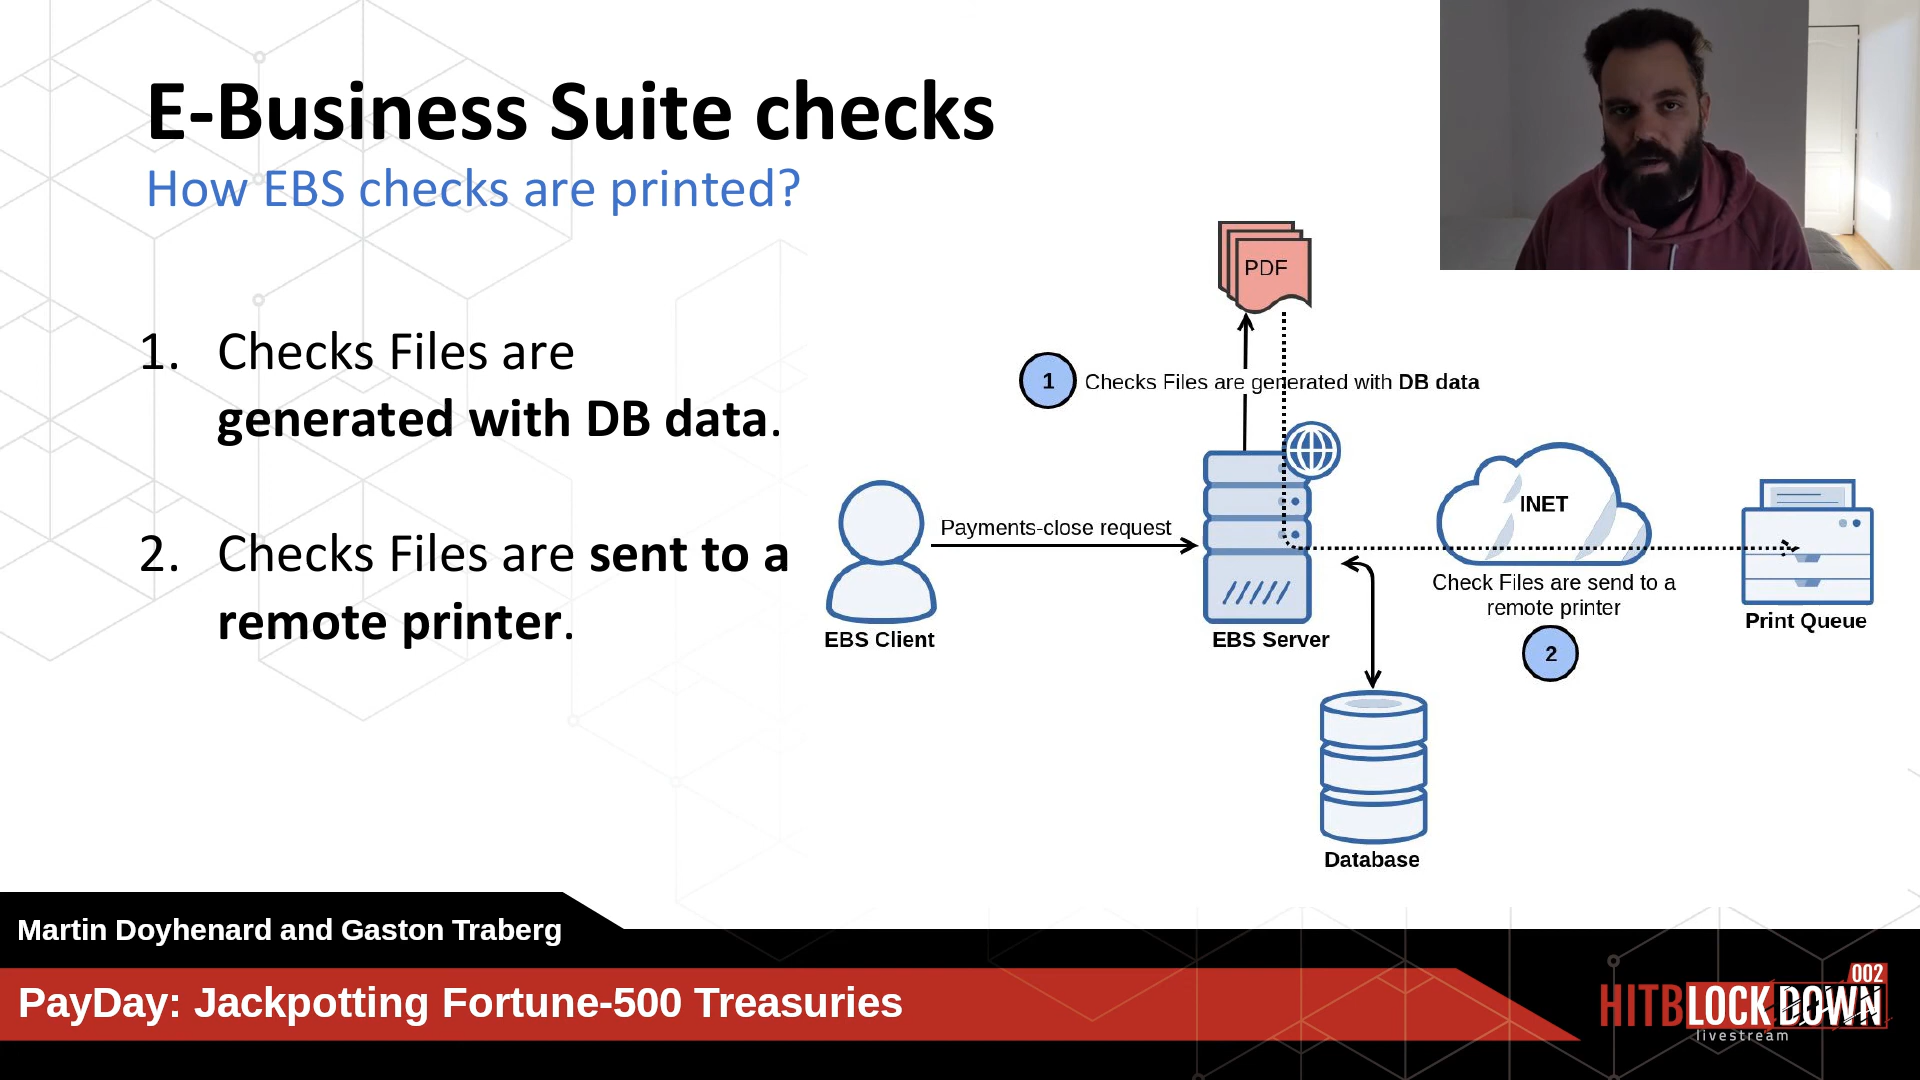 E-Business Suite checks
How EBS checks are printed?
1. Checks Files are
generated with DB data.
2. Checks Files are sent to a
remote printer.
PDF
1
Checks Files are generated with DB data
Payments-close request
INET
Check Files are send to a
remote printer
2
EBS Client
EBS Server
Print Queue
Database
Martin Doyhenard and Gaston Traberg
PayDay: Jackpotting Fortune-500 Treasuries
002
HITBLOCKDOWN
livestream